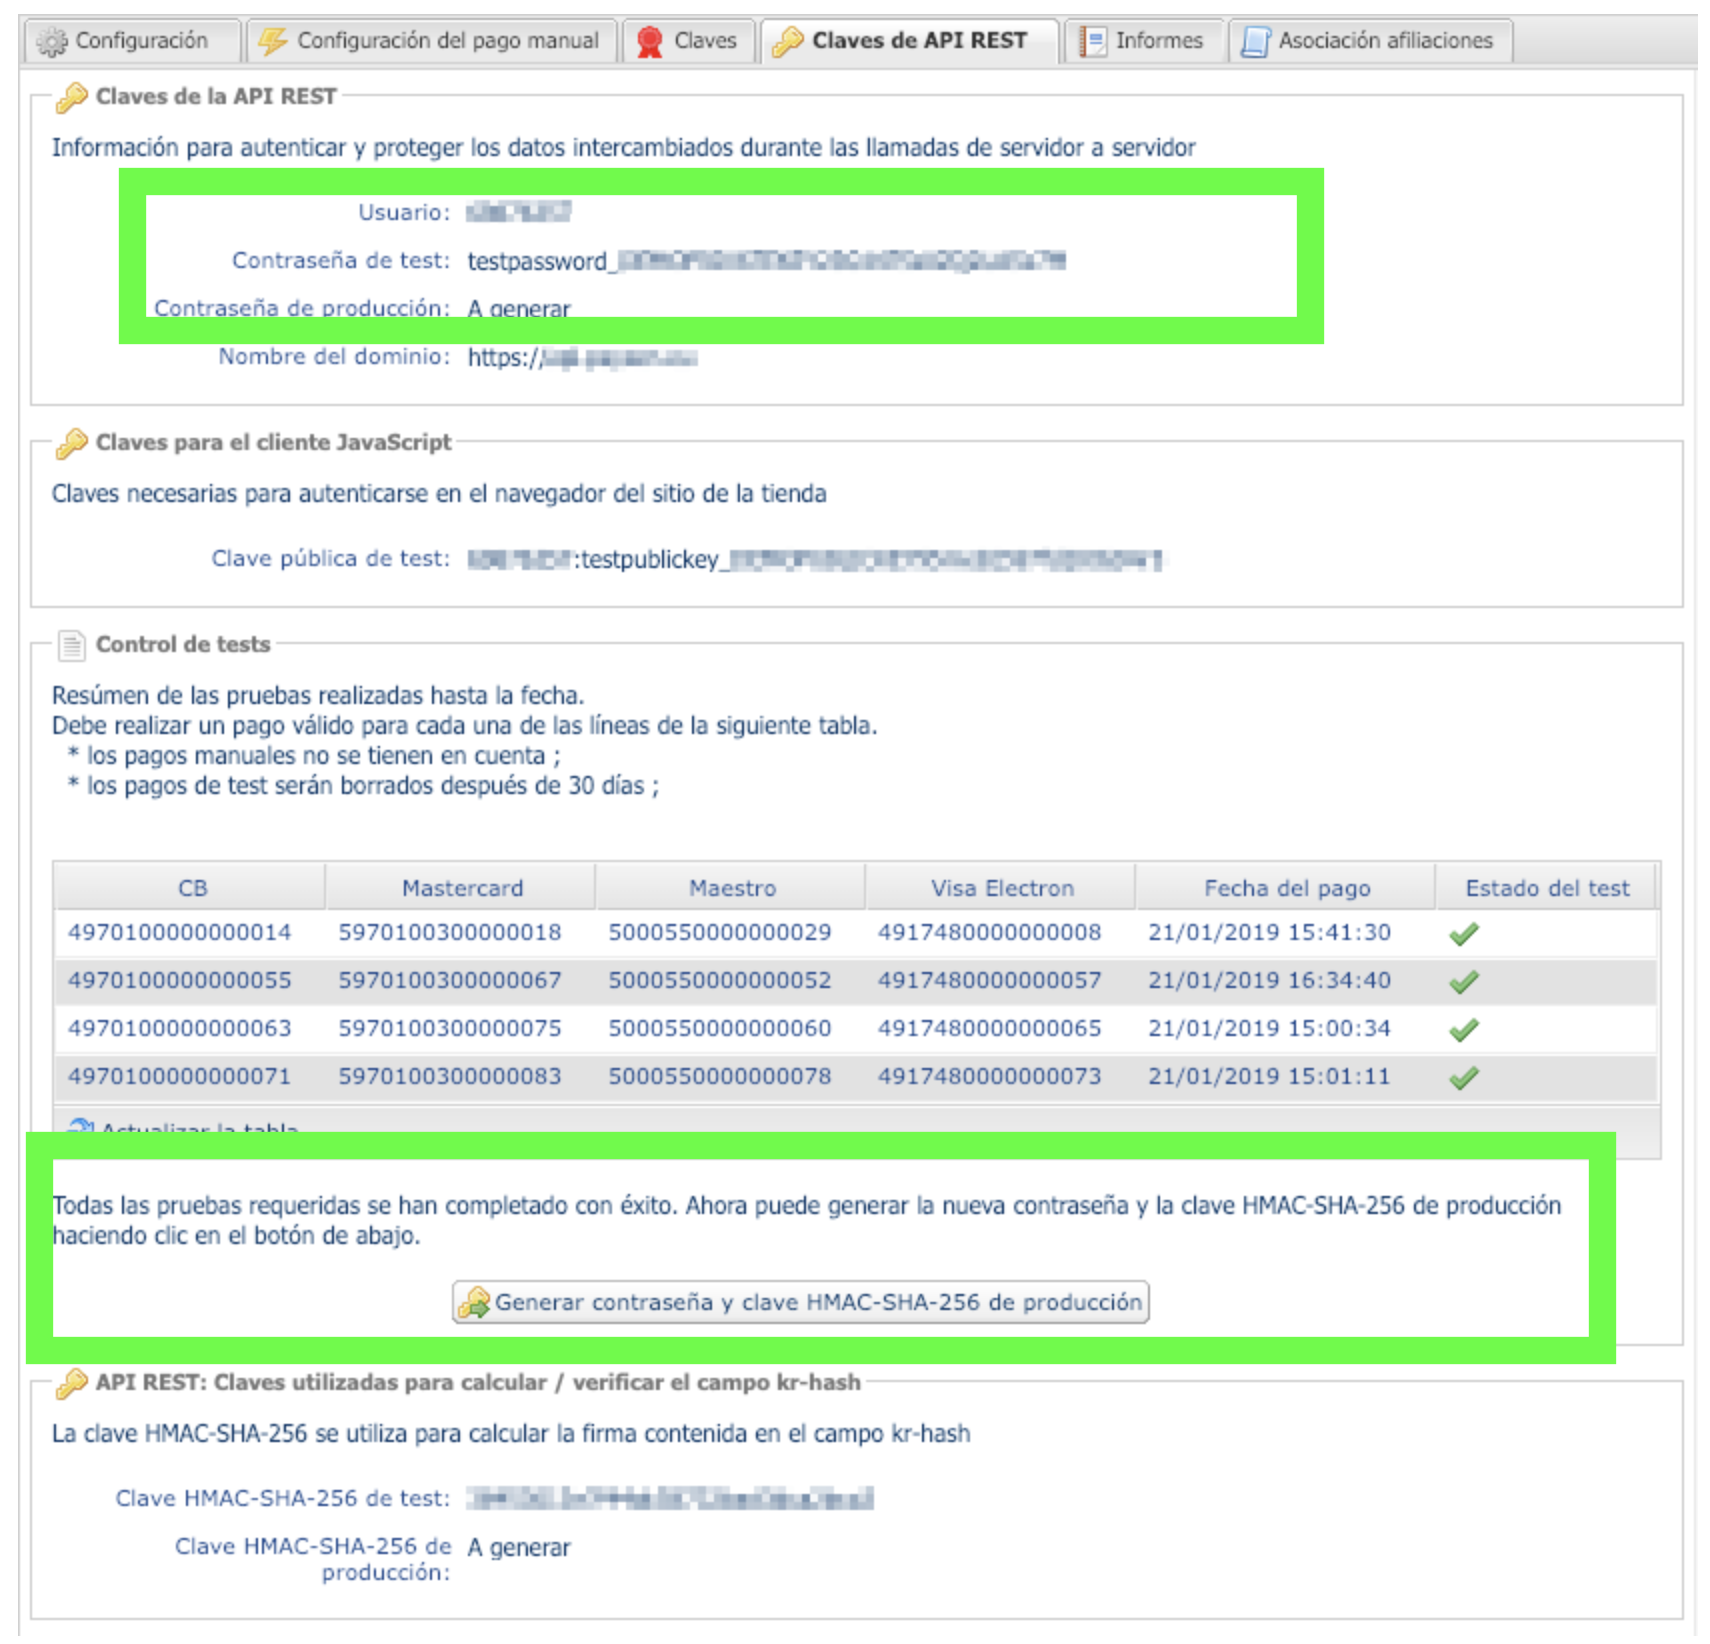 Configuración Configuración del pago manual Claves Claves de API REST Informes Asociación afiliaciones
Claves de la API REST
Información para autenticar y proteger los datos intercambiados durante las llamadas de servidor a servidor
Usuario:
Contraseña de test: testpassword_
Contraseña de producción: A generar
Nombre del dominio: https://
Claves para el cliente JavaScript
Claves necesarias para autenticarse en el navegador del sitio de la tienda
Clave pública de test: :testpublickey_
Control de tests
Resúmen de las pruebas realizadas hasta la fecha.
Debe realizar un pago válido para cada una de las líneas de la siguiente tabla.
* los pagos manuales no se tienen en cuenta ;
* los pagos de test serán borrados después de 30 días ;
CB Mastercard Maestro Visa Electron Fecha del pago Estado del test
4970100000000014 5970100300000018 5000550000000029 4917480000000008 21/01/2019 15:41:30
4970100000000055 5970100300000067 5000550000000052 4917480000000057 21/01/2019 16:34:40
4970100000000063 5970100300000075 5000550000000060 4917480000000065 21/01/2019 15:00:34
4970100000000071 5970100300000083 5000550000000078 4917480000000073 21/01/2019 15:01:11
Actualizar la tabla
Todas las pruebas requeridas se han completado con éxito. Ahora puede generar la nueva contraseña y la clave HMAC-SHA-256 de producción
haciendo clic en el botón de abajo.
Generar contraseña y clave HMAC-SHA-256 de producción
API REST: Claves utilizadas para calcular / verificar el campo kr-hash
La clave HMAC-SHA-256 se utiliza para calcular la firma contenida en el campo kr-hash
Clave HMAC-SHA-256 de test:
Clave HMAC-SHA-256 de A generar
producción: